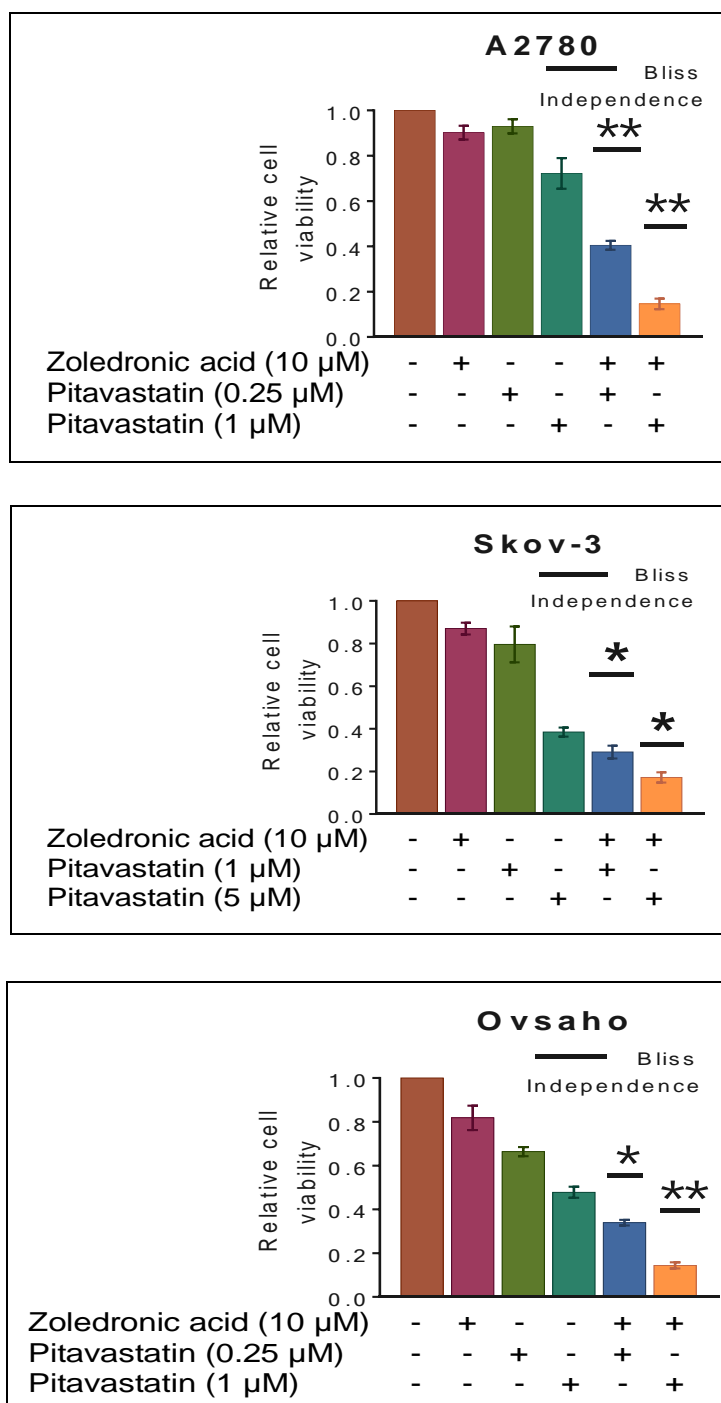 A2780
Bliss
Independence
**
**
Relative cell
viability
1.0
0.8
0.6
0.4
0.2
0.0
Zoledronic acid (10 µM) - + - - + +
Pitavastatin (0.25 µM) - - + - + -
Pitavastatin (1 µM) - - - + - +
Skov-3
Bliss
Independence
*
*
Relative cell
viability
1.0
0.8
0.6
0.4
0.2
0.0
Zoledronic acid (10 µM) - + - - + +
Pitavastatin (1 µM) - - + - + -
Pitavastatin (5 µM) - - - + - +
Ovsaho
Bliss
Independence
*
**
Relative cell
viability
1.0
0.8
0.6
0.4
0.2
0.0
Zoledronic acid (10 µM) - + - - + +
Pitavastatin (0.25 µM) - - + - + -
Pitavastatin (1 µM) - - - + - +